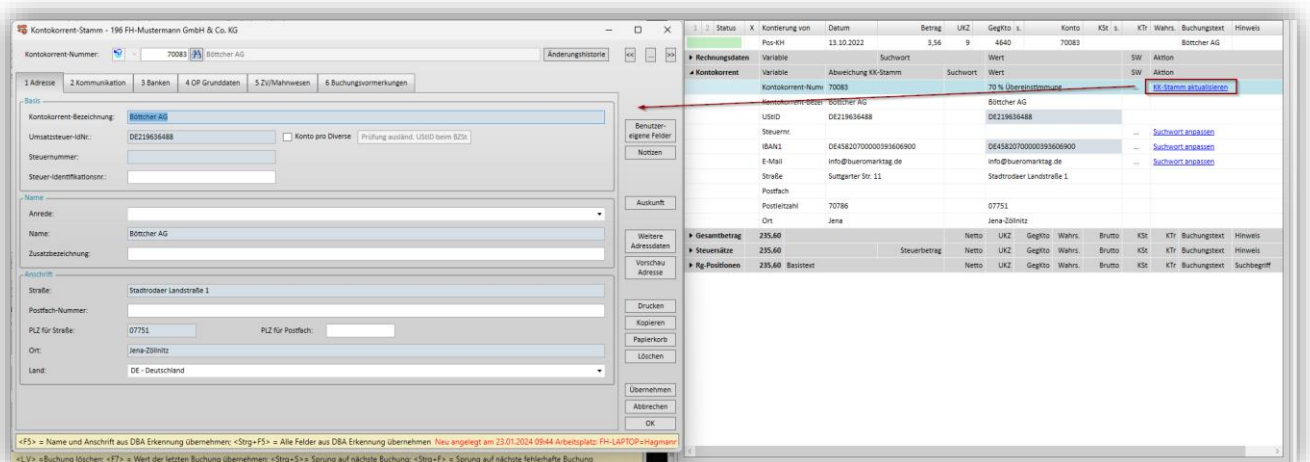 Kontokorrent-Stamm - 196 FH-Mustermann GmbH & Co. KG
Kontokorrent-Nummer: 70083 Böttcher AG Änderungshistorie << ... >>
1 Adresse 2 Kommunikation 3 Banken 4 OP Grunddaten 5 ZV/Mahnwesen 6 Buchungsvormerkungen
Basis
Kontokorrent-Bezeichnung: Böttcher AG
Umsatzsteuer-IdNr.: DE219636488 Konto pro Diverse Prüfung ausländ. UStID beim BZSt
Steuernummer:
Steuer-Identifikationsnr.:
Name
Anrede:
Name: Böttcher AG
Zusatzbezeichnung:
Anschrift
Straße: Stadtrodaer Landstraße 1
Postfach-Nummer:
PLZ für Straße: 07751 PLZ für Postfach:
Ort: Jena-Zöllnitz
Land: DE - Deutschland
Benutzer-
eigene Felder
Notizen
Auskunft
Weitere
Adressdaten
Vorschau
Adresse
Drucken
Kopieren
Papierkorb
Löschen
Übernehmen
Abbrechen
OK
<F5> = Name und Anschrift aus DBA Erkennung übernehmen; <Strg+F5> = Alle Felder aus DBA Erkennung übernehmen Neu angelegt am 23.01.2024 09:44 Arbeitsplatz: FH-LAPTOP=Hagmanr
<L.V> =Buchung löschen; <F7> = Wert der letzten Buchung übernehmen; <Strg+S>= Sprung auf nächste Buchung; <Strg+F> = Sprung auf nächste fehlerhafte Buchung
1 2 Status X Kontierung von Datum Betrag UKZ GegKto s. Konto KSt s. KTr Wahrs. Buchungstext Hinweis
Pos-KH 13.10.2022 3,56 9 4640 70083 Böttcher AG
Rechnungsdaten Variable Suchwort Wert SW Aktion
Kontokorrent Variable Abweichung KK-Stamm Suchwort Wert SW Aktion
Kontokorrent-Numi 70083 70 % Übereinstimmung ... KK-Stamm aktualisieren
Kontokorrent-Bezei Böttcher AG Böttcher AG
UStID DE219636488 DE219636488
Steuernr. ... Suchwort anpassen
IBAN1 DE45820700000393606900 DE45820700000393606900 ... Suchwort anpassen
E-Mail info@bueromarktag.de info@bueromarktag.de ... Suchwort anpassen
Straße Suttgarter Str. 11 Stadtrodaer Landstraße 1
Postfach
Postleitzahl 70786 07751
Ort Jena Jena-Zöllnitz
Gesamtbetrag 235,60 Netto UKZ GegKto Wahrs. Brutto KSt KTr Buchungstext Hinweis
Steuersätze 235,60 Steuerbetrag Netto UKZ GegKto Wahrs. Brutto KSt KTr Buchungstext Hinweis
Rg-Positionen 235,60 Basistext Netto UKZ GegKto Wahrs. Brutto KSt KTr Buchungstext Suchbegriff